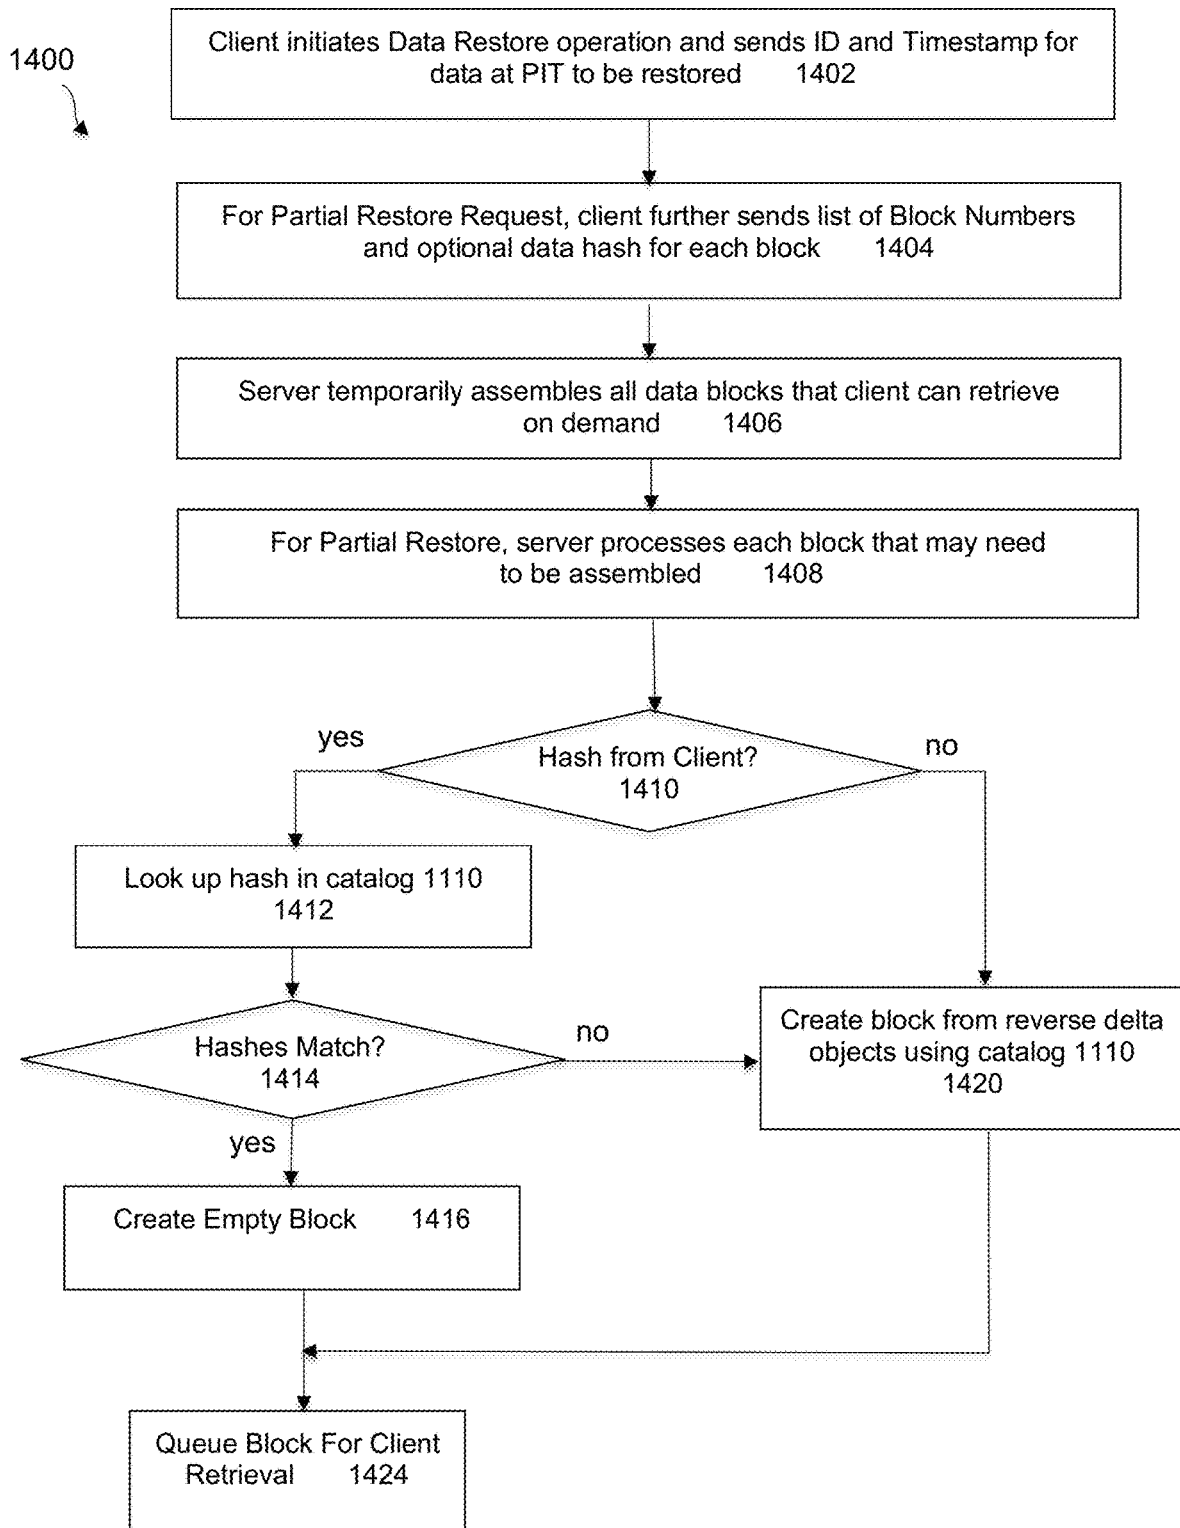 1400
Client initiates Data Restore operation and sends ID and Timestamp for
data at PIT to be restored 1402
For Partial Restore Request, client further sends list of Block Numbers
and optional data hash for each block 1404
Server temporarily assembles all data blocks that client can retrieve
on demand 1406
For Partial Restore, server processes each block that may need
to be assembled 1408
yes
Hash from Client?
1410
no
Look up hash in catalog 1110
1412
Hashes Match?
1414
no
Create block from reverse delta
objects using catalog 1110
1420
yes
Create Empty Block 1416
Queue Block For Client
Retrieval 1424